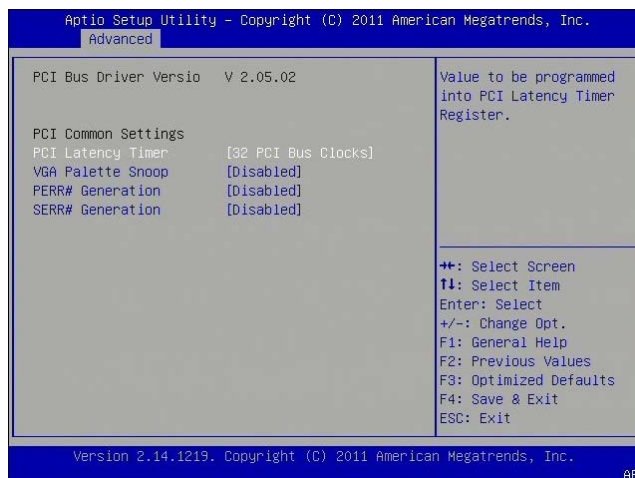 Aptio Setup Utility – Copyright (C) 2011 American Megatrends, Inc.
Advanced
PCI Bus Driver Versio V 2.05.02
PCI Common Settings
PCI Latency Timer [32 PCI Bus Clocks]
VGA Palette Snoop [Disabled]
PERR# Generation [Disabled]
SERR# Generation [Disabled]
Value to be programmed
into PCI Latency Timer
Register.
→←: Select Screen
↑↓: Select Item
Enter: Select
+/-: Change Opt.
F1: General Help
F2: Previous Values
F3: Optimized Defaults
F4: Save & Exit
ESC: Exit
Version 2.14.1219. Copyright (C) 2011 American Megatrends, Inc.